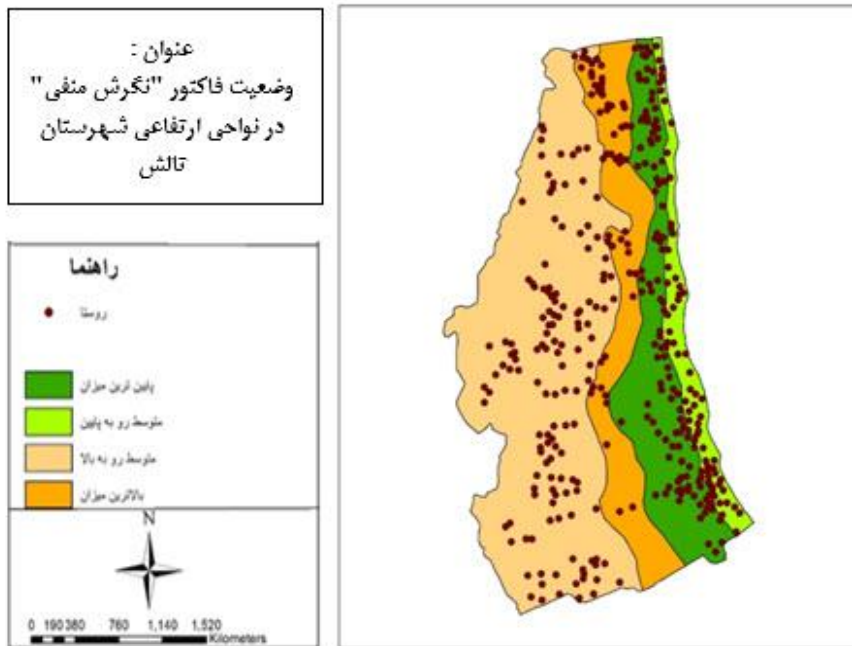 عنوان :
وضعیت فاکتور "نگرش منفی"
در نواحی ارتفاعی شهرستان
تالش
راهنما
روستا
پایین ترین میزان
متوسط رو به پایین
متوسط رو به بالا
بالاترین میزان
N
0 190 380 760 1,140 1,520
Kilometers